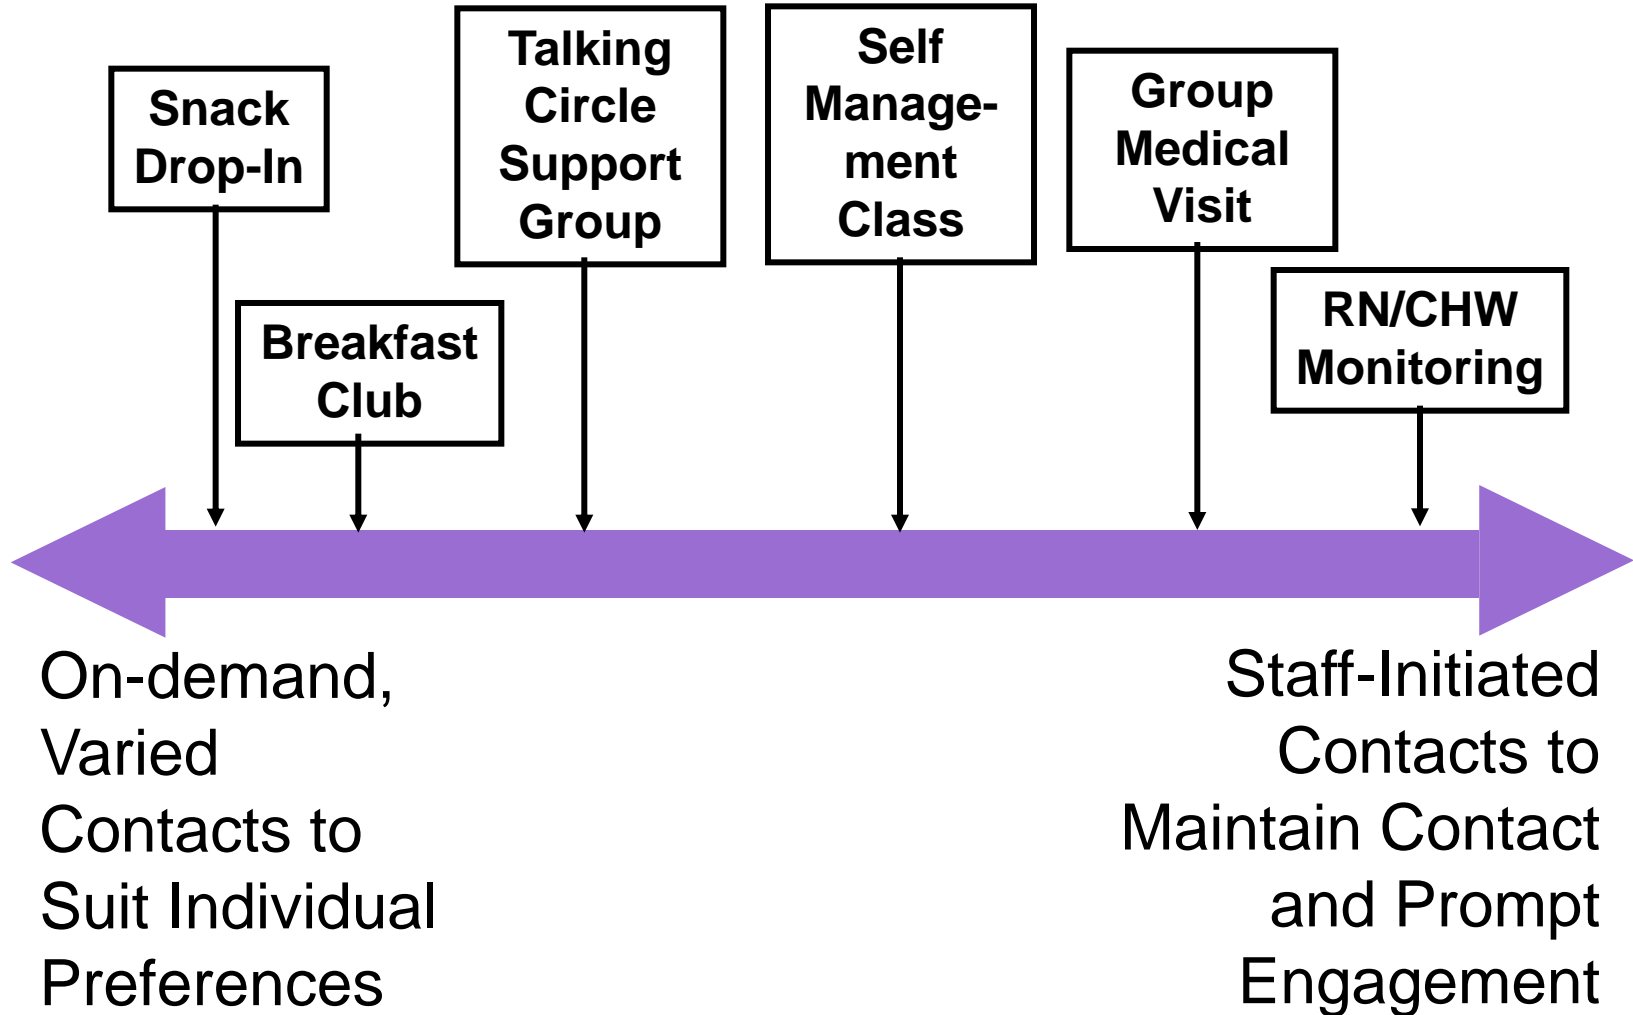 Snack
Drop-In
Breakfast
Club
Talking
Circle
Support
Group
Self
Manage-
ment
Class
Group
Medical
Visit
RN/CHW
Monitoring
On-demand,
Varied
Contacts to
Suit Individual
Preferences
Staff-Initiated
Contacts to
Maintain Contact
and Prompt
Engagement